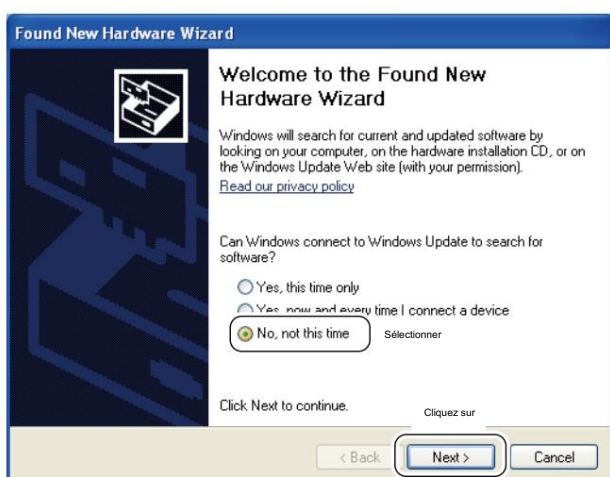 Found New Hardware Wizard
Welcome to the Found New
Hardware Wizard
Windows will search for current and updated software by
looking on your computer, on the hardware installation CD, or on
the Windows Update Web site (with your permission).
Read our privacy policy
Can Windows connect to Windows Update to search for
software?
Yes, this time only
Yes, now and every time I connect a device
No, not this time
Sélectionner
Click Next to continue.
Cliquez sur
< Back
Next >
Cancel